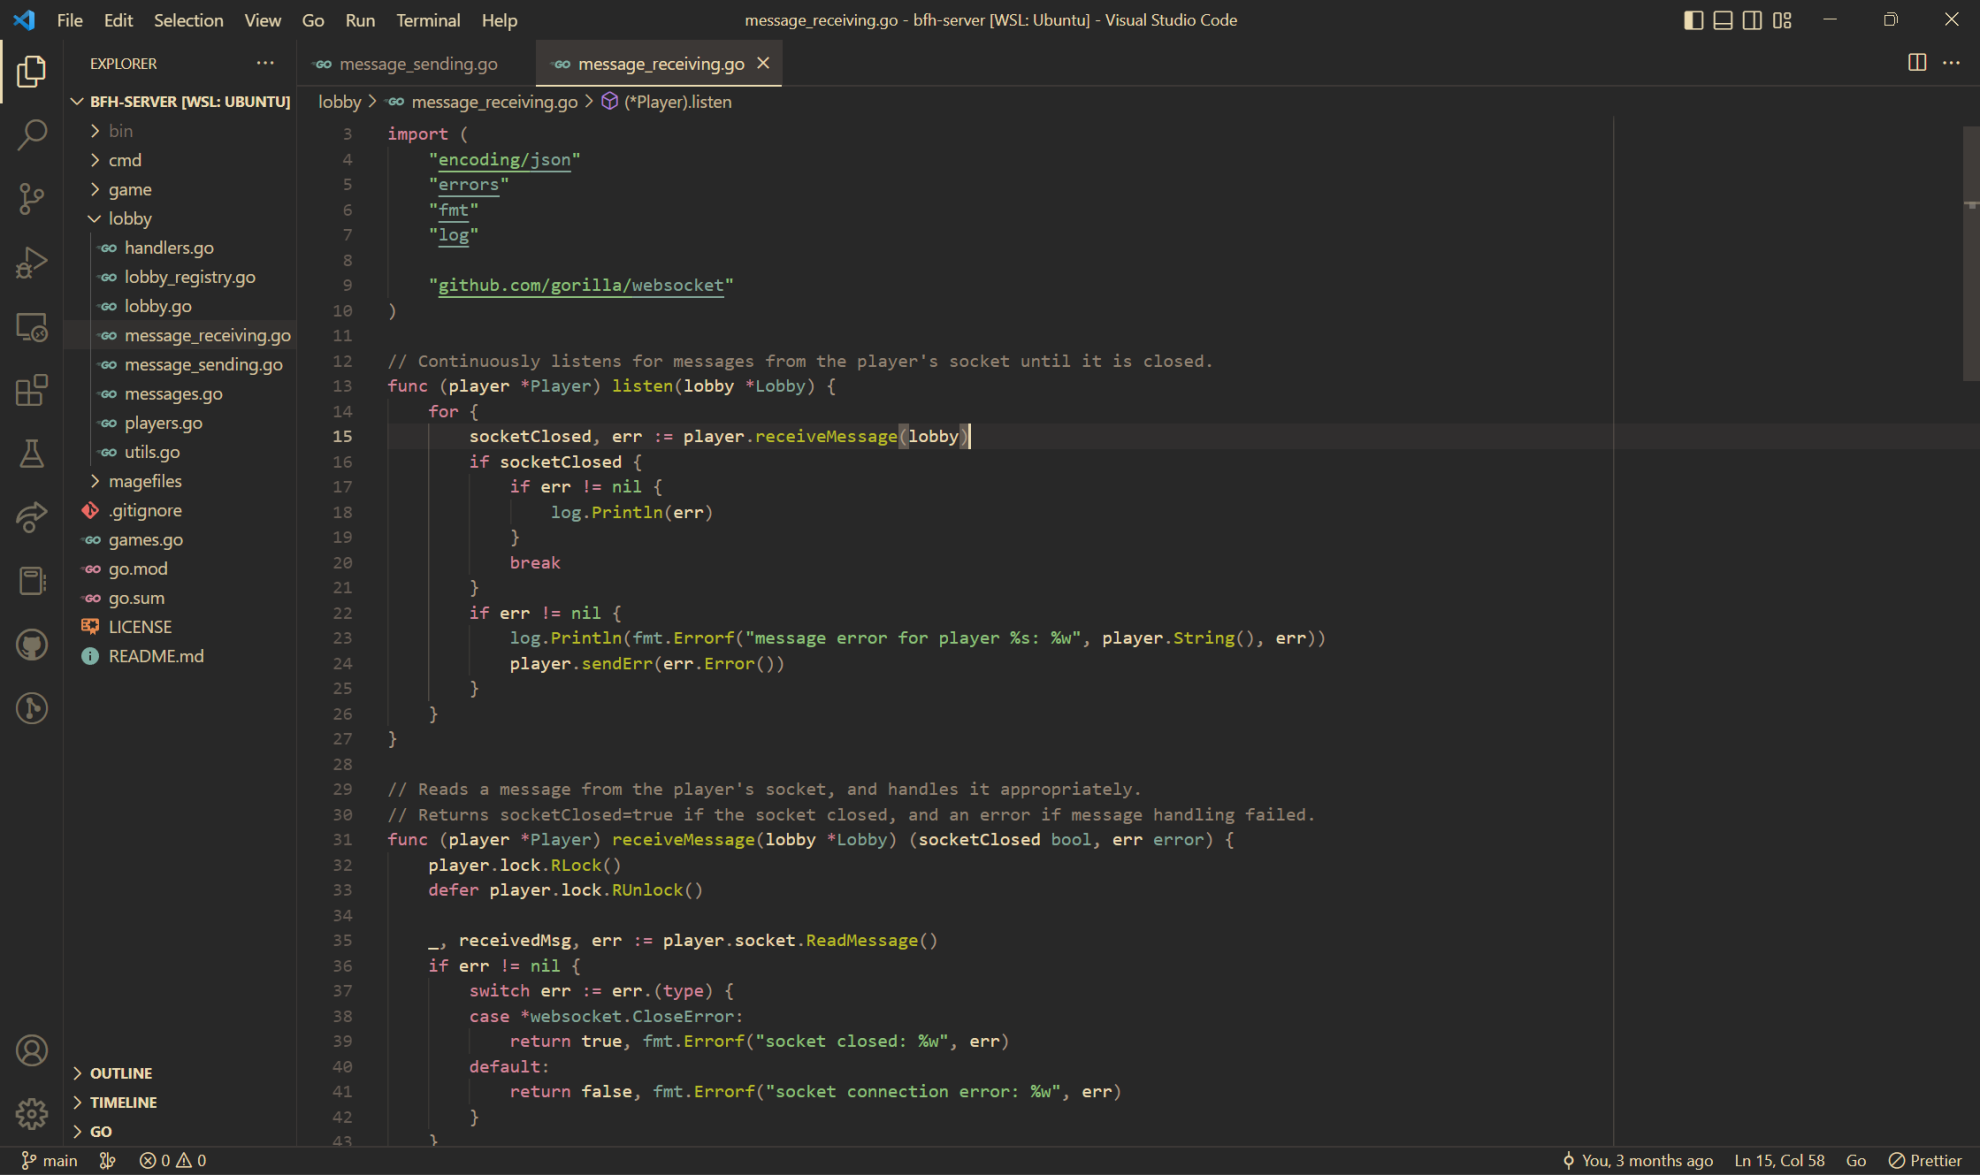 File Edit Selection View Go Run Terminal Help
message_receiving.go - bfh-server [WSL: Ubuntu] - Visual Studio Code
EXPLORER
BFH-SERVER [WSL: UBUNTU]
bin
cmd
game
lobby
handlers.go
lobby_registry.go
lobby.go
message_receiving.go
message_sending.go
messages.go
players.go
utils.go
magefiles
.gitignore
games.go
go.mod
go.sum
LICENSE
README.md
OUTLINE
TIMELINE
GO
message_sending.go message_receiving.go
lobby > message_receiving.go > (*Player).listen
3 import (
4 "encoding/json"
5 "errors"
6 "fmt"
7 "log"
8
9 "github.com/gorilla/websocket"
10 )
11
12 // Continuously listens for messages from the player's socket until it is closed.
13 func (player *Player) listen(lobby *Lobby) {
14 for {
15 socketClosed, err := player.receiveMessage(lobby)
16 if socketClosed {
17 if err != nil {
18 log.Println(err)
19 }
20 break
21 }
22 if err != nil {
23 log.Println(fmt.Errorf("message error for player %s: %w", player.String(), err))
24 player.sendErr(err.Error())
25 }
26 }
27 }
28
29 // Reads a message from the player's socket, and handles it appropriately.
30 // Returns socketClosed=true if the socket closed, and an error if message handling failed.
31 func (player *Player) receiveMessage(lobby *Lobby) (socketClosed bool, err error) {
32 player.lock.RLock()
33 defer player.lock.RUnlock()
34
35 _, receivedMsg, err := player.socket.ReadMessage()
36 if err != nil {
37 switch err := err.(type) {
38 case *websocket.CloseError:
39 return true, fmt.Errorf("socket closed: %w", err)
40 default:
41 return false, fmt.Errorf("socket connection error: %w", err)
42 }
43 }
main 0 0
You, 3 months ago Ln 15, Col 58 Go Prettier